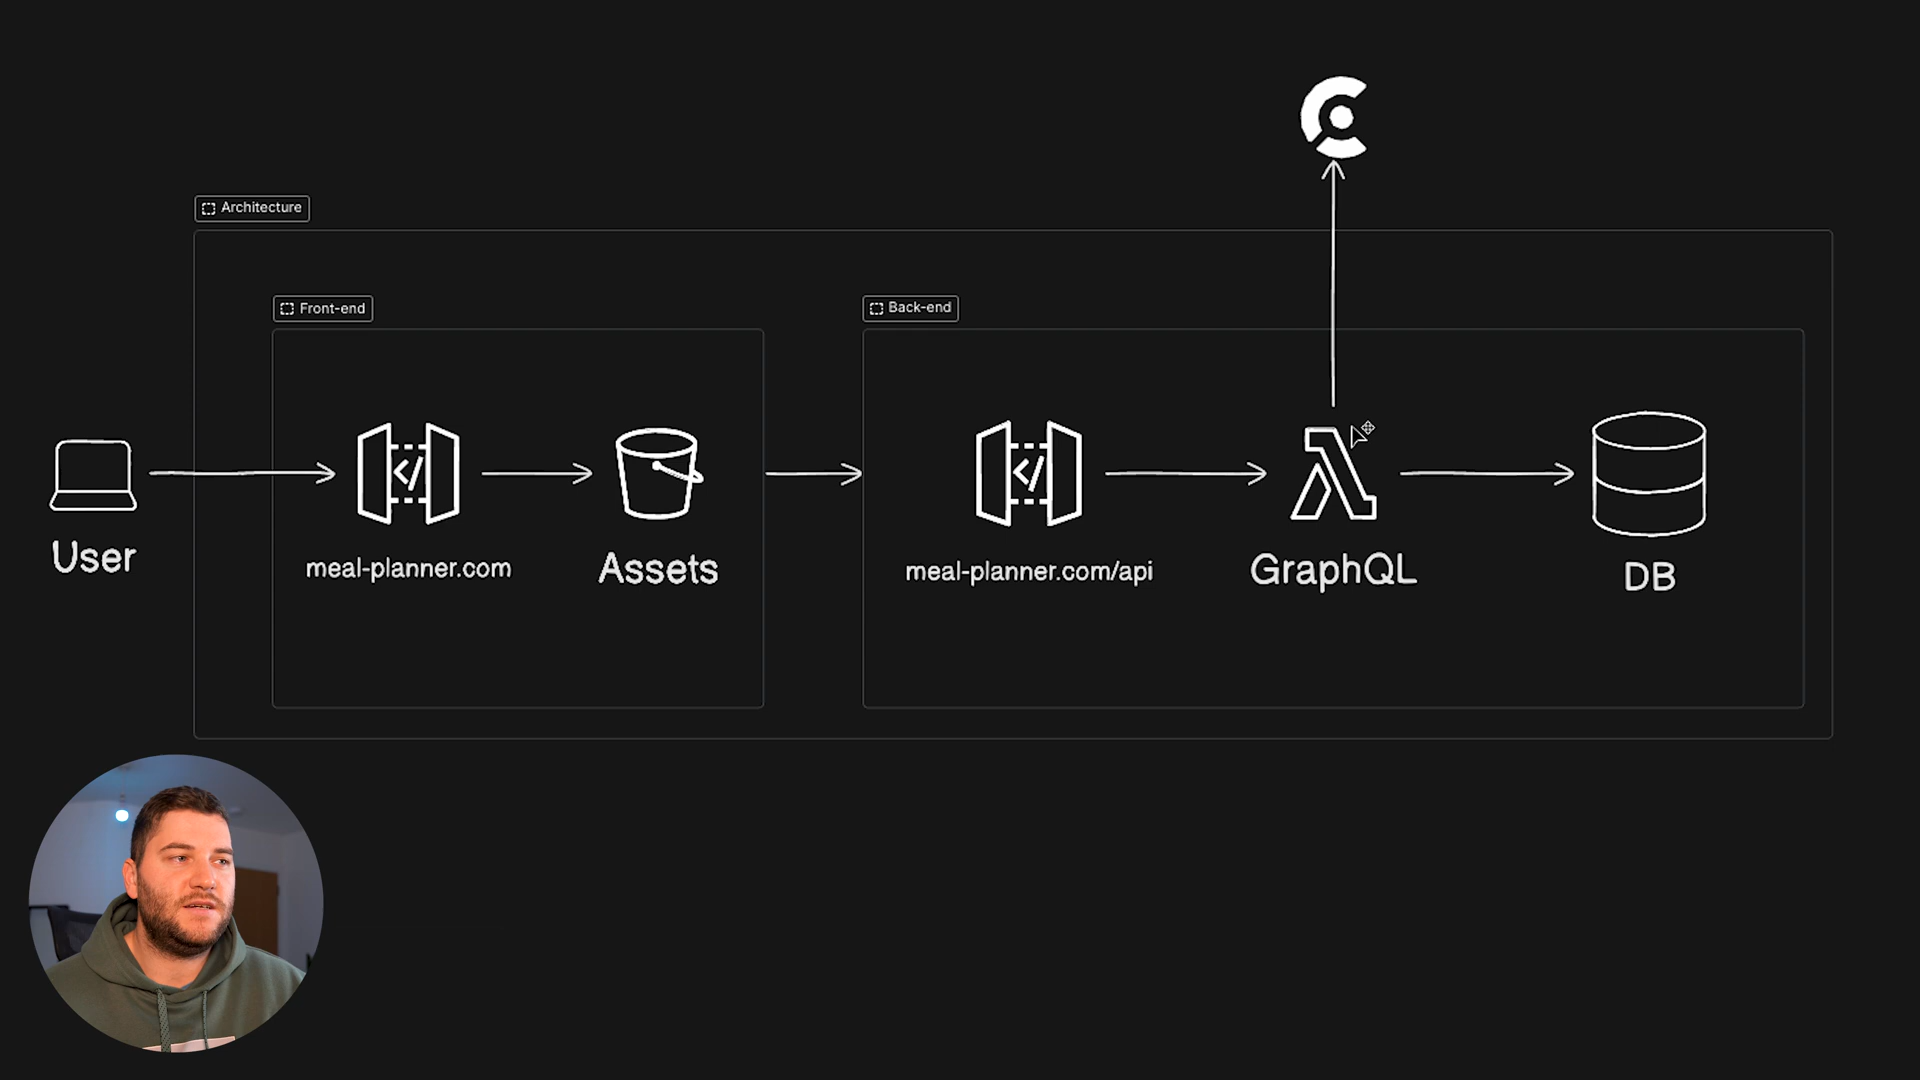 Architecture
Front-end
Back-end
User
meal-planner.com
Assets
meal-planner.com/api
GraphQL
DB